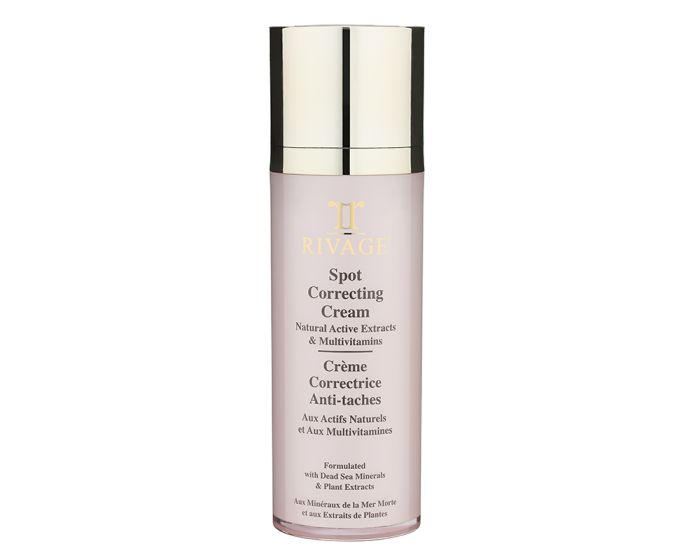 RIVAGE
Spot
Correcting
Cream
Natural Active Extracts
& Multivitamins
Crème
Correctrice
Anti-taches
Aux Actifs Naturels
et Aux Multivitamines
Formulated
with Dead Sea Minerals
& Plant Extracts
Aux Minéraux de la Mer Morte
et aux Extraits de Plantes